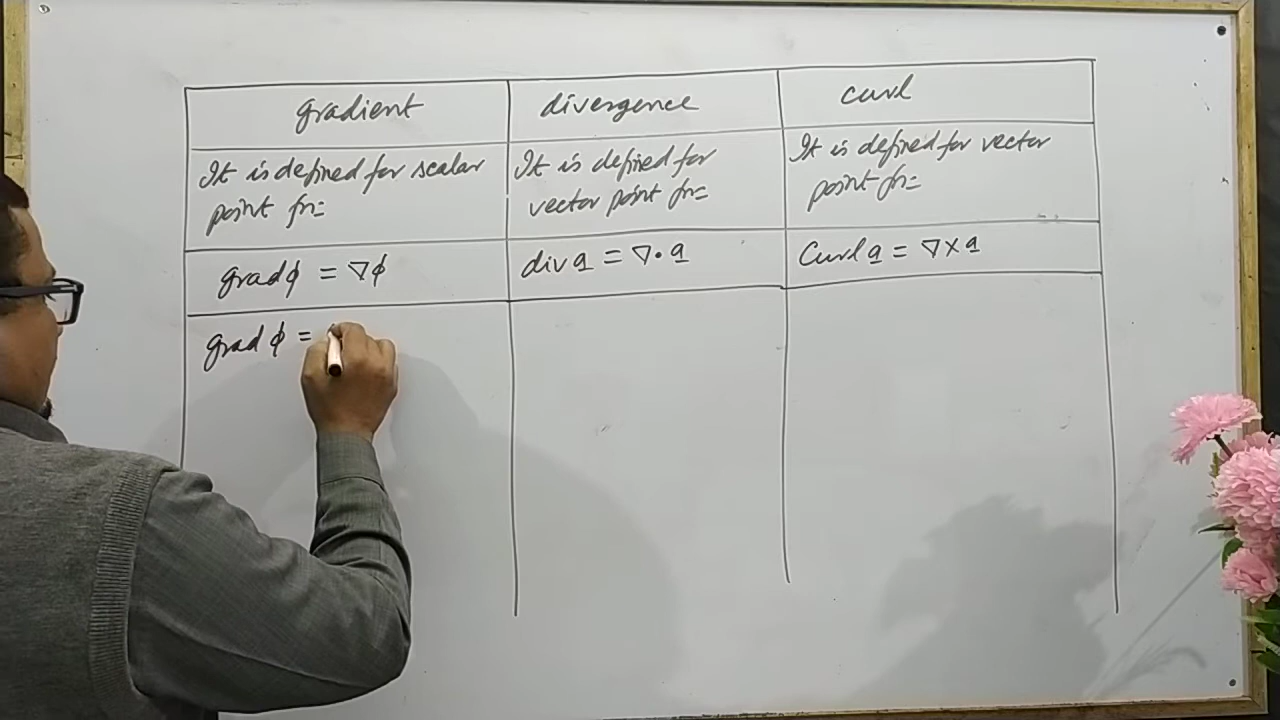 gradient
divergence
curl
It is defined for scalar
point fn=
It is defined for
vector point fn=
It is defined for vector
point fn=
grad ϕ = ∇ϕ
div a̲ = ∇·a̲
Curl a̲ = ∇×a̲
grad ϕ =